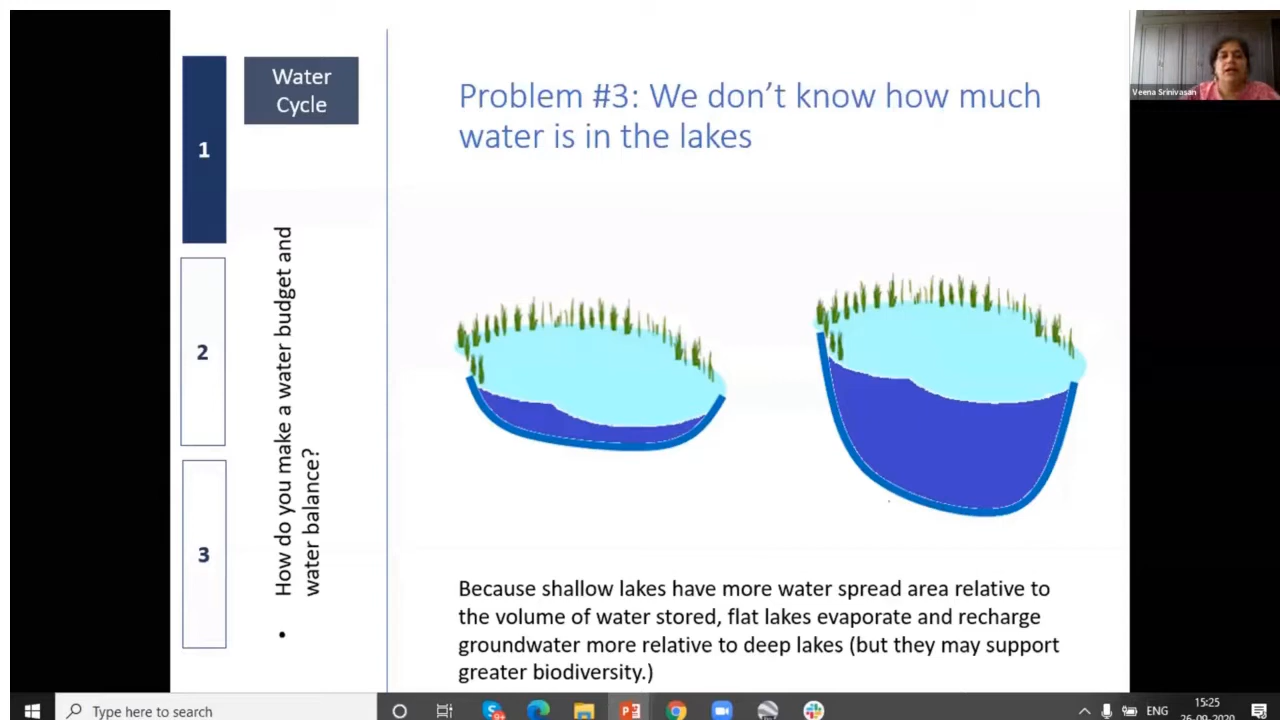 Water
Cycle
1
2
3
• How do you make a water budget and
water balance?
Problem #3: We don't know how much
water is in the lakes
Because shallow lakes have more water spread area relative to
the volume of water stored, flat lakes evaporate and recharge
groundwater more relative to deep lakes (but they may support
greater biodiversity.)
Veena Srinivasan
Type here to search
ENG
15:25
26-09-2020